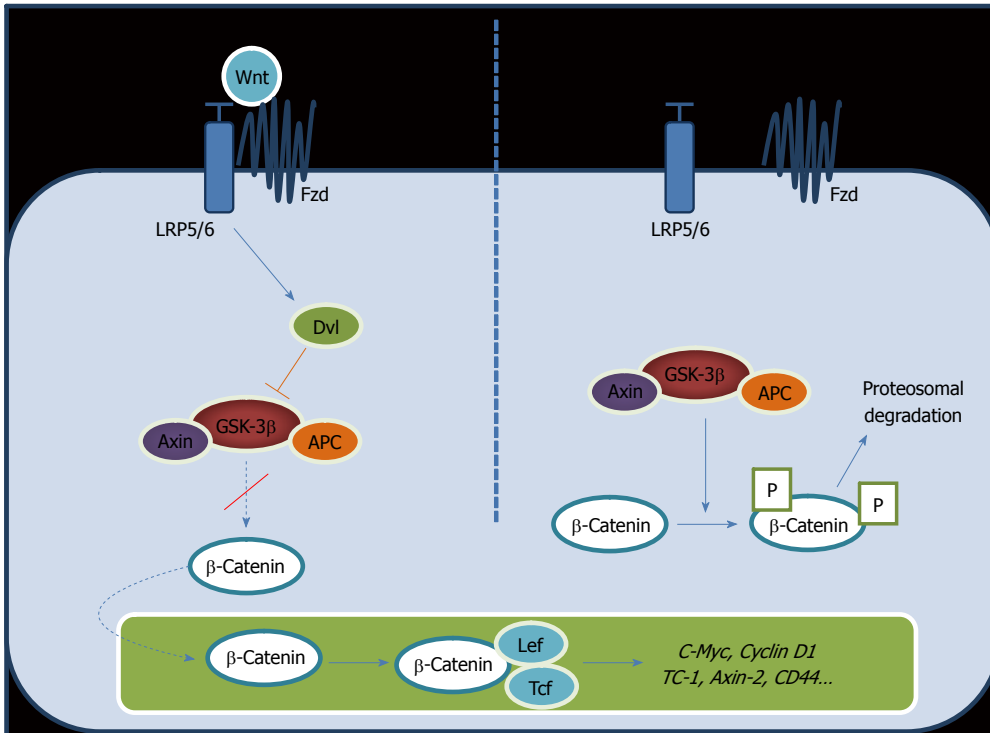 Wnt
Fzd
LRP5/6
Dvl
GSK-3β
Axin
APC
β-Catenin
Fzd
LRP5/6
GSK-3β
Axin
APC
Proteosomal
degradation
P
P
β-Catenin
β-Catenin
β-Catenin
β-Catenin
Lef
Tcf
C-Myc, Cyclin D1
TC-1, Axin-2, CD44...